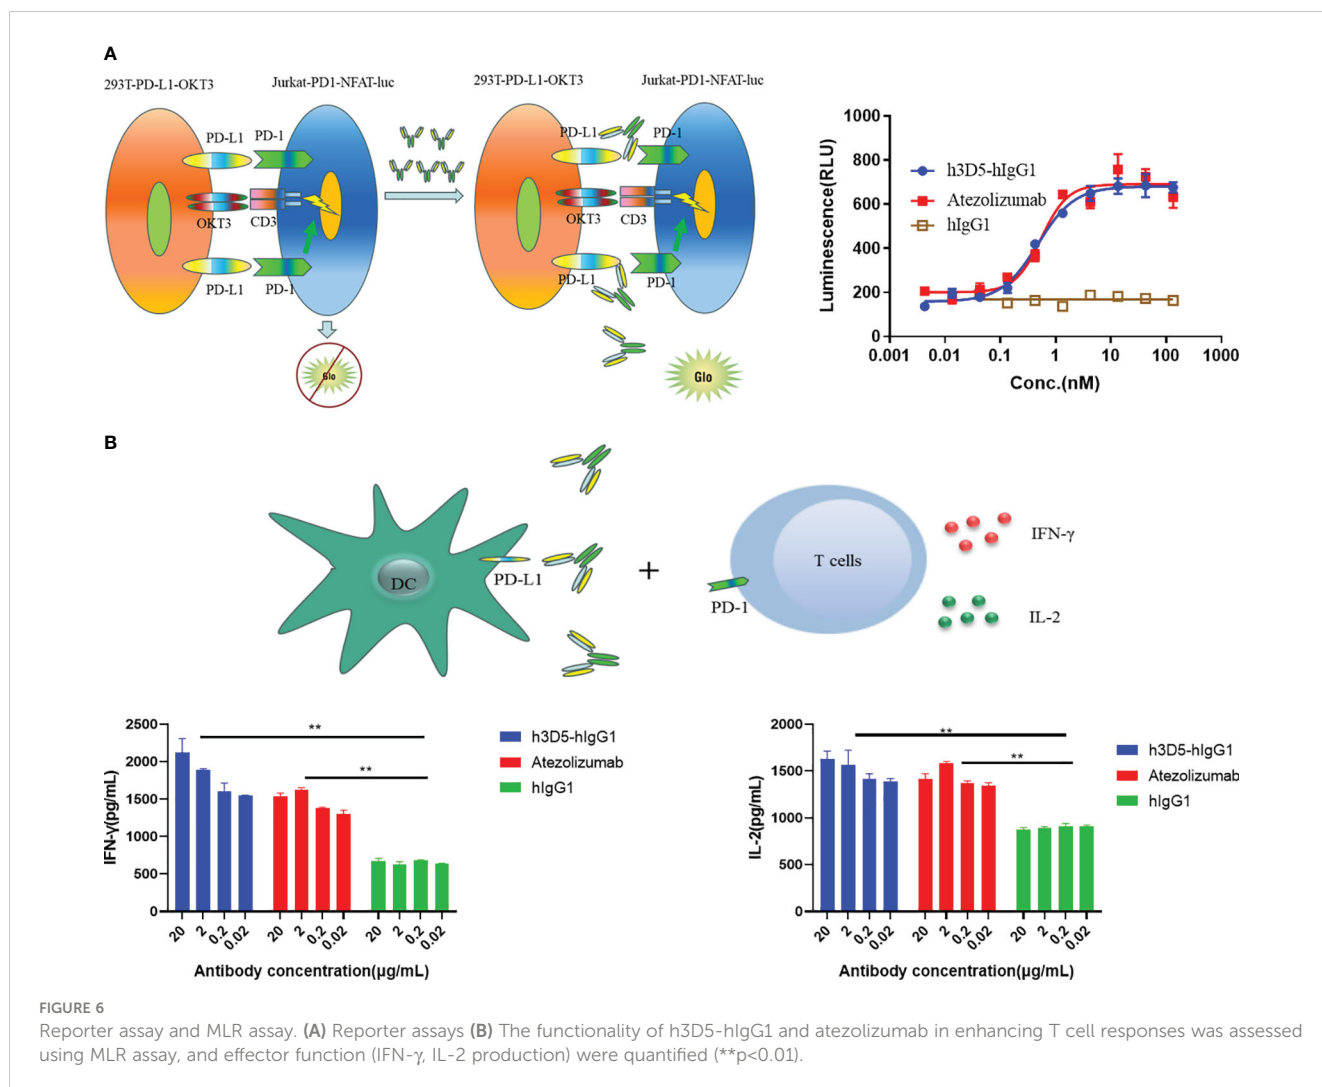 A
293T-PD-L1-OKT3
Jurkat-PD1-NFAT-luc
PD-L1
PD-1
OKT3
CD3
PD-L1
PD-1
Glo
293T-PD-L1-OKT3
Jurkat-PD1-NFAT-luc
PD-L1
PD-1
OKT3
CD3
PD-L1
PD-1
Glo
Luminescence(RLU)
1000
800
600
400
200
0
h3D5-hIgG1
Atezolizumab
hIgG1
0.001
0.01
0.1
1
10
100
1000
Conc.(nM)
B
DC
PD-L1
+
PD-1
T cells
IFN-γ
IL-2
IFN-γ(pg/mL)
2500
2000
1500
1000
500
0
**
**
h3D5-hIgG1
Atezolizumab
hIgG1
20 2 0.2 0.02 20 2 0.2 0.02 20 2 0.2 0.02
Antibody concentration(μg/mL)
IL-2(pg/mL)
2000
1500
1000
500
0
**
**
h3D5-hIgG1
Atezolizumab
hIgG1
20 2 0.2 0.02 20 2 0.2 0.02 20 2 0.2 0.02
Antibody concentration(μg/mL)
FIGURE 6
Reporter assay and MLR assay. (A) Reporter assays (B) The functionality of h3D5-hIgG1 and atezolizumab in enhancing T cell responses was assessed
using MLR assay, and effector function (IFN-γ, IL-2 production) were quantified (**p<0.01).